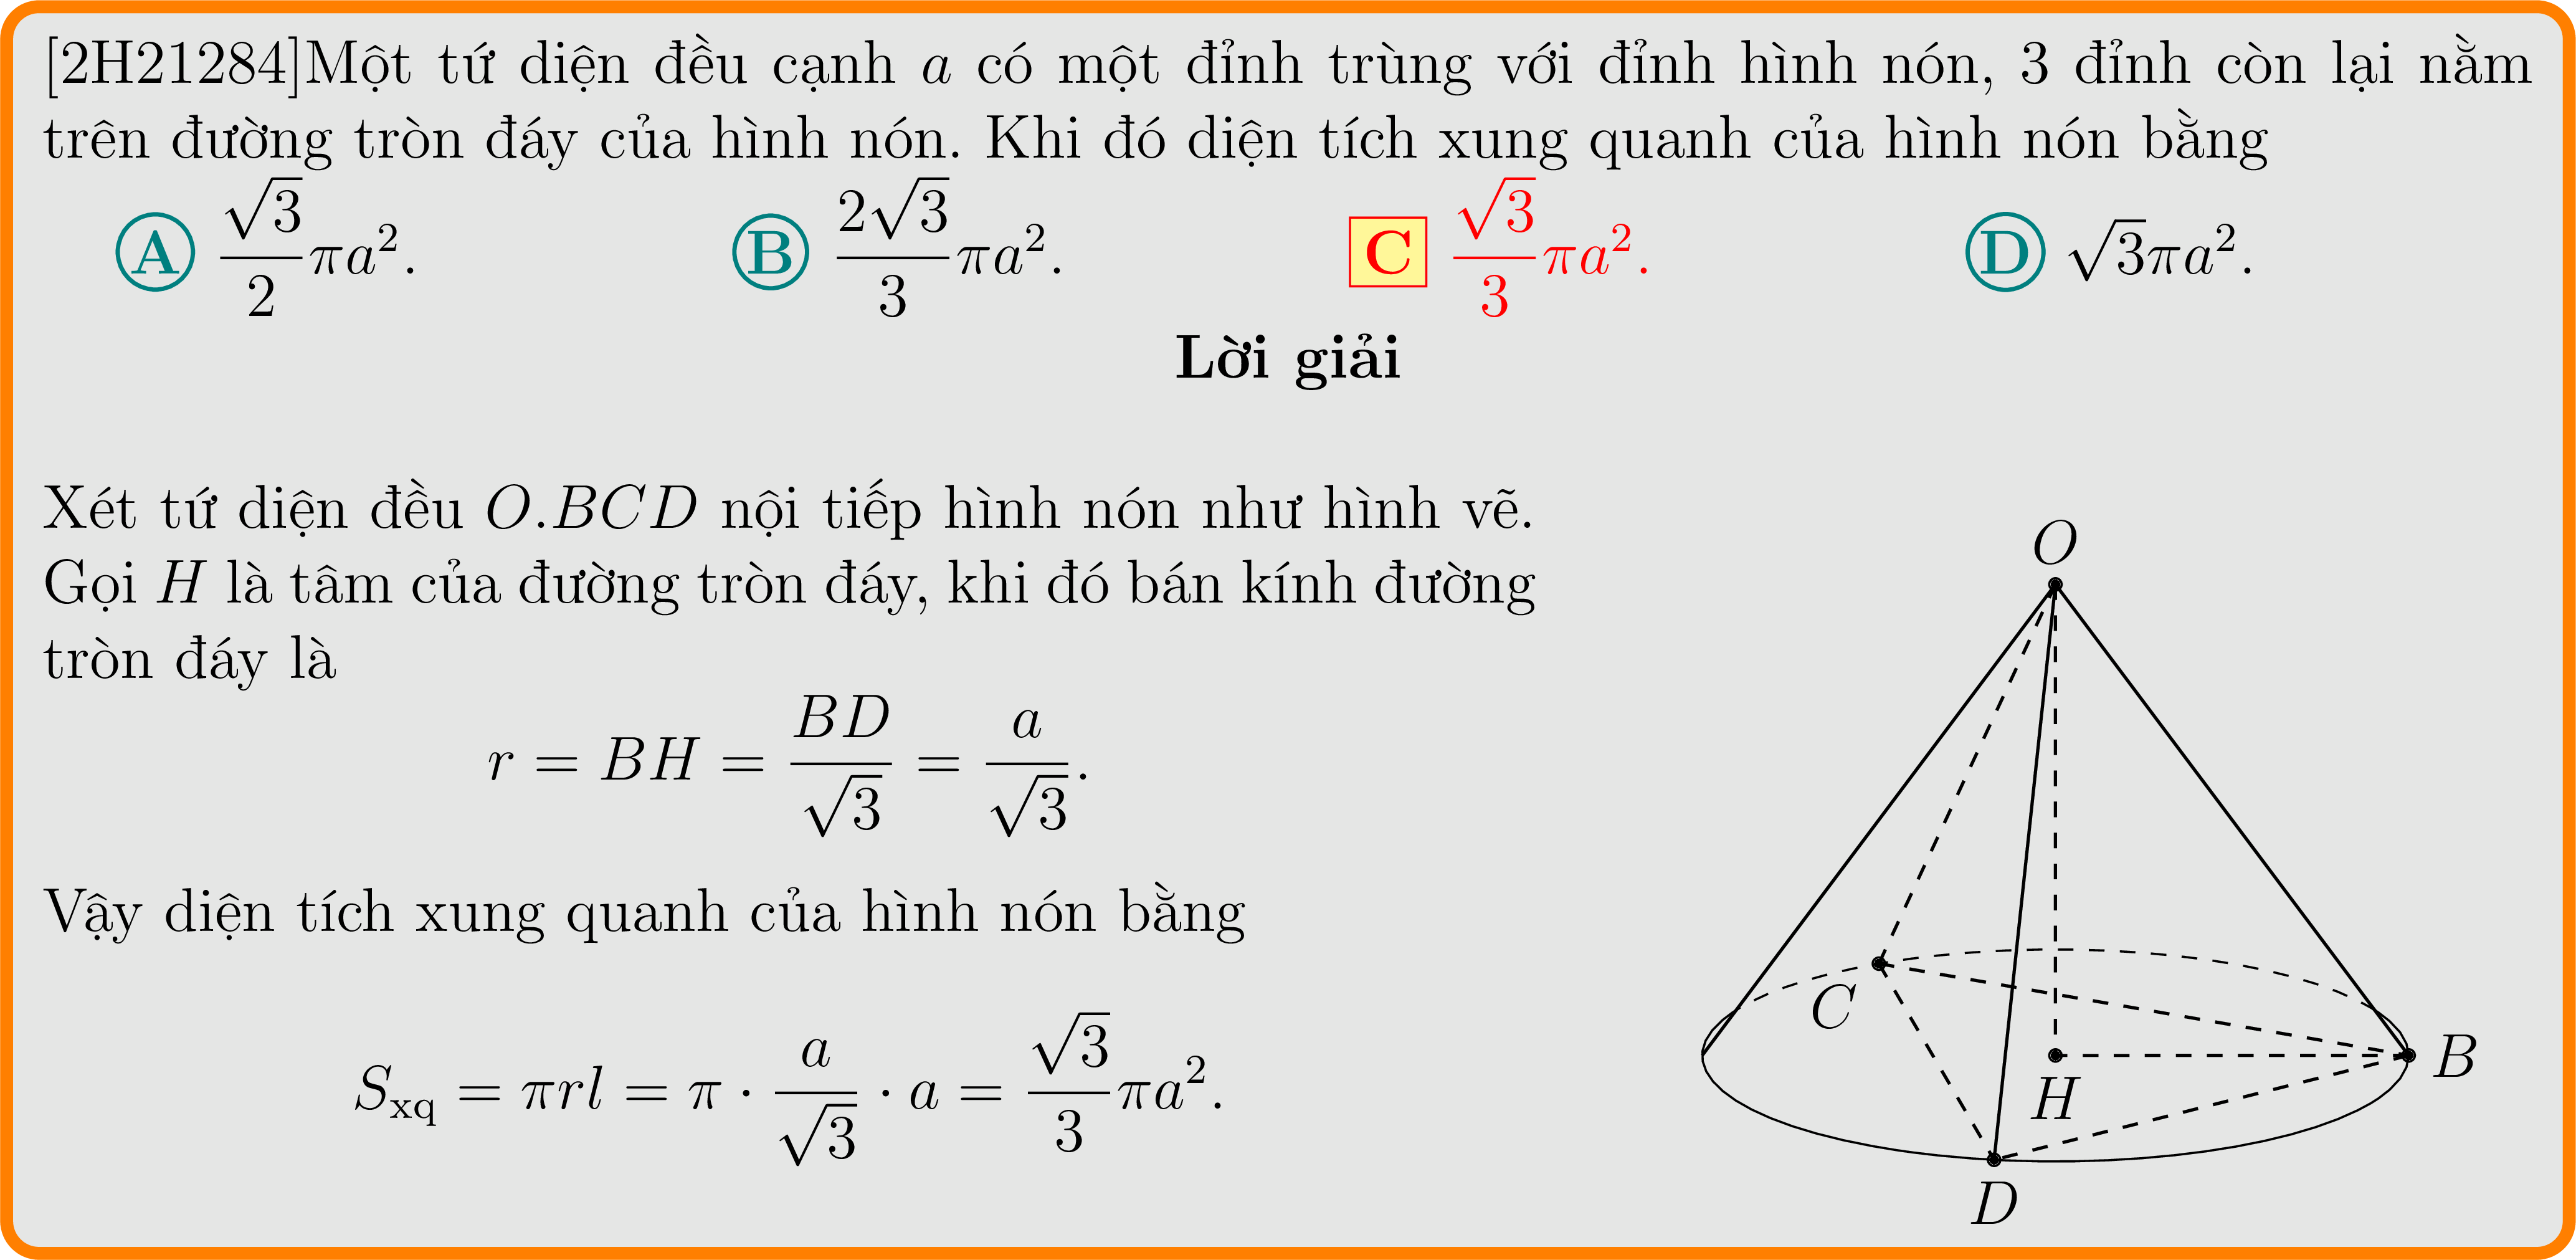 [2H21284]Một tứ diện đều cạnh a có một đỉnh trùng với đỉnh hình nón, 3 đỉnh còn lại nằm
trên đường tròn đáy của hình nón. Khi đó diện tích xung quanh của hình nón bằng
A $\frac{\sqrt{3}}{2}\pi a^2$. B $\frac{2\sqrt{3}}{3}\pi a^2$. C $\frac{\sqrt{3}}{3}\pi a^2$. D $\sqrt{3}\pi a^2$.
Lời giải
Xét tứ diện đều O.BCD nội tiếp hình nón như hình vẽ.
Gọi H là tâm của đường tròn đáy, khi đó bán kính đường
tròn đáy là
$r = BH = \frac{BD}{\sqrt{3}} = \frac{a}{\sqrt{3}}$.
Vậy diện tích xung quanh của hình nón bằng
$S_{\text{xq}} = \pi r l = \pi \cdot \frac{a}{\sqrt{3}} \cdot a = \frac{\sqrt{3}}{3}\pi a^2$.
O
C
B
H
D